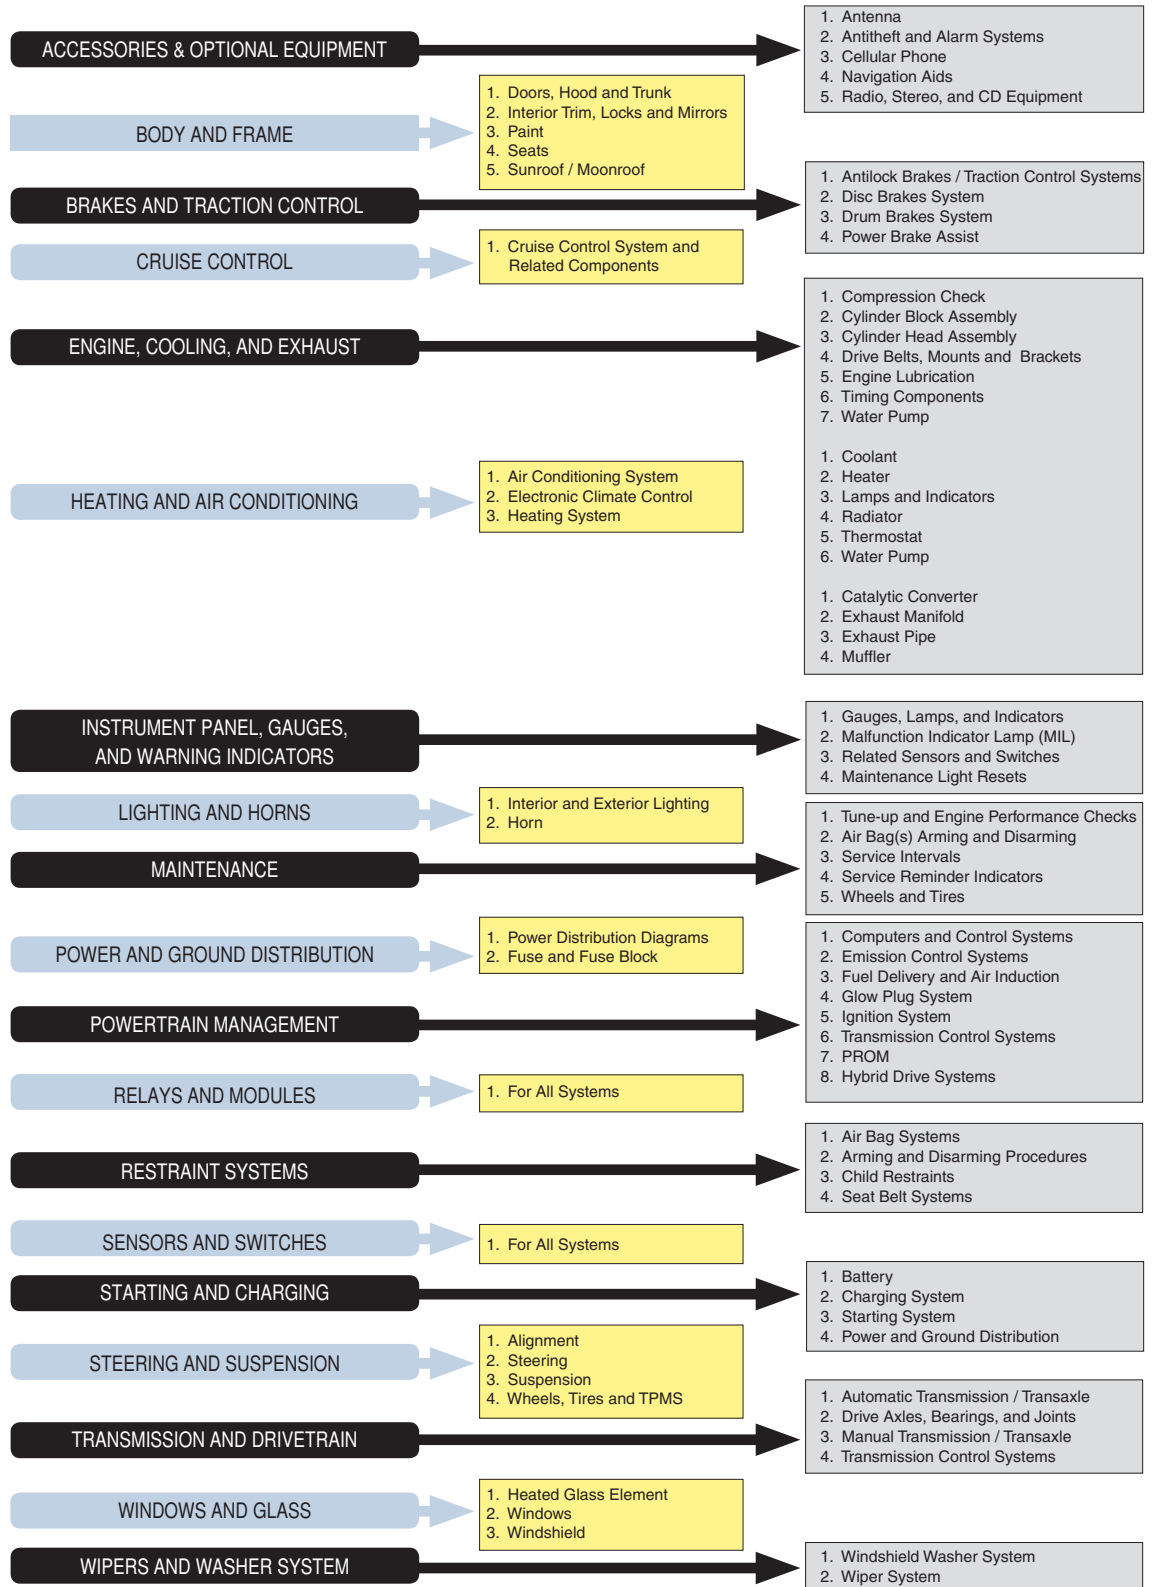 ACCESSORIES & OPTIONAL EQUIPMENT
1. Antenna
2. Antitheft and Alarm Systems
3. Cellular Phone
4. Navigation Aids
5. Radio, Stereo, and CD Equipment
BODY AND FRAME
1. Doors, Hood and Trunk
2. Interior Trim, Locks and Mirrors
3. Paint
4. Seats
5. Sunroof / Moonroof
BRAKES AND TRACTION CONTROL
1. Antilock Brakes / Traction Control Systems
2. Disc Brakes System
3. Drum Brakes System
4. Power Brake Assist
CRUISE CONTROL
1. Cruise Control System and
Related Components
ENGINE, COOLING, AND EXHAUST
1. Compression Check
2. Cylinder Block Assembly
3. Cylinder Head Assembly
4. Drive Belts, Mounts and Brackets
5. Engine Lubrication
6. Timing Components
7. Water Pump
1. Coolant
2. Heater
3. Lamps and Indicators
4. Radiator
5. Thermostat
6. Water Pump
1. Catalytic Converter
2. Exhaust Manifold
3. Exhaust Pipe
4. Muffler
HEATING AND AIR CONDITIONING
1. Air Conditioning System
2. Electronic Climate Control
3. Heating System
INSTRUMENT PANEL, GAUGES,
AND WARNING INDICATORS
1. Gauges, Lamps, and Indicators
2. Malfunction Indicator Lamp (MIL)
3. Related Sensors and Switches
4. Maintenance Light Resets
LIGHTING AND HORNS
1. Interior and Exterior Lighting
2. Horn
MAINTENANCE
1. Tune-up and Engine Performance Checks
2. Air Bag(s) Arming and Disarming
3. Service Intervals
4. Service Reminder Indicators
5. Wheels and Tires
POWER AND GROUND DISTRIBUTION
1. Power Distribution Diagrams
2. Fuse and Fuse Block
POWERTRAIN MANAGEMENT
1. Computers and Control Systems
2. Emission Control Systems
3. Fuel Delivery and Air Induction
4. Glow Plug System
5. Ignition System
6. Transmission Control Systems
7. PROM
8. Hybrid Drive Systems
RELAYS AND MODULES
1. For All Systems
RESTRAINT SYSTEMS
1. Air Bag Systems
2. Arming and Disarming Procedures
3. Child Restraints
4. Seat Belt Systems
SENSORS AND SWITCHES
1. For All Systems
STARTING AND CHARGING
1. Battery
2. Charging System
3. Starting System
4. Power and Ground Distribution
STEERING AND SUSPENSION
1. Alignment
2. Steering
3. Suspension
4. Wheels, Tires and TPMS
TRANSMISSION AND DRIVETRAIN
1. Automatic Transmission / Transaxle
2. Drive Axles, Bearings, and Joints
3. Manual Transmission / Transaxle
4. Transmission Control Systems
WINDOWS AND GLASS
1. Heated Glass Element
2. Windows
3. Windshield
WIPERS AND WASHER SYSTEM
1. Windshield Washer System
2. Wiper System